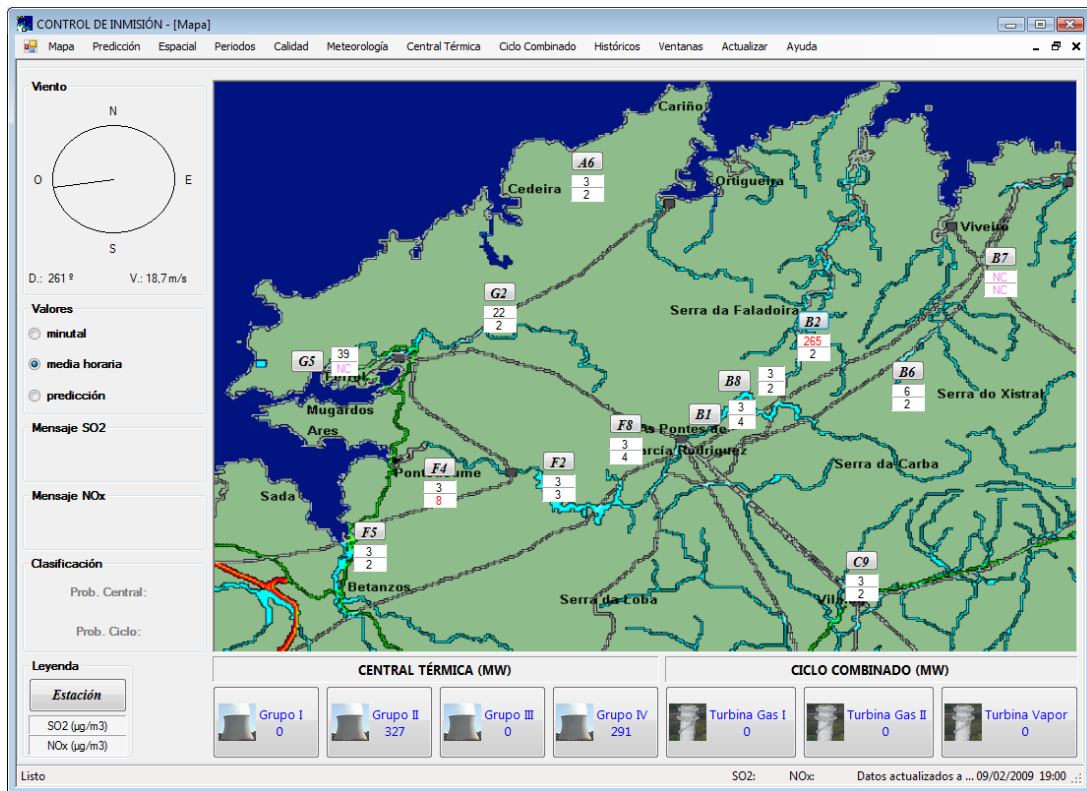 CONTROL DE INMISIÓN - [Mapa]
Mapa Predicción Espacial Periodos Calidad Meteorología Central Térmica Ciclo Combinado Históricos Ventanas Actualizar Ayuda
Viento
N
O
E
S
D.: 261 º V.: 18,7 m/s
Valores
minutal
media horaria
predicción
Mensaje SO2
Mensaje NOx
Clasificación
Prob. Central:
Prob. Ciclo:
Leyenda
Estación
SO2 (µg/m3)
NOx (µg/m3)
Cariño
A6
3
2
Cedeira
Ortigueira
Viveiro
B7
NC
NC
G2
22
2
Serra da Faladoira
B2
265
2
G5
39
NC
Ferrol
B8
3
2
B6
6
2
Serra do Xistral
Mugardos
Ares
B1
3
4
F8
3
4
As Pontes de
García Rodríguez
Serra da Carba
F4
3
8
Pontedeume
F2
3
3
Sada
F5
3
2
Betanzos
Serra da Loba
C9
3
2
CENTRAL TÉRMICA (MW)
CICLO COMBINADO (MW)
Grupo I
0
Grupo II
327
Grupo III
0
Grupo IV
291
Turbina Gas I
0
Turbina Gas II
0
Turbina Vapor
0
Listo
SO2: NOx: Datos actualizados a ... 09/02/2009 19:00